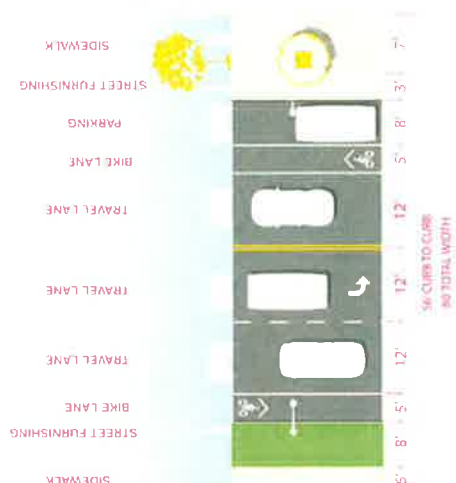 SIDEWALK
7'
STREET FURNISHING
3'
PARKING
8'
BIKE LANE
5'
TRAVEL LANE
12'
TRAVEL LANE
12'
TRAVEL LANE
12'
BIKE LANE
5'
STREET FURNISHING
8'
SIDEWALK
56' CURB TO CURB
80' TOTAL WIDTH